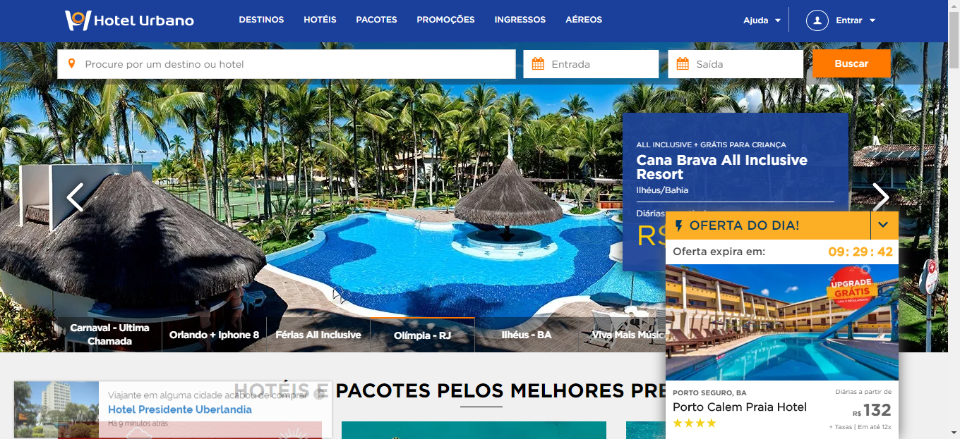 Hotel Urbano
DESTINOS HOTÉIS PACOTES PROMOÇÕES INGRESSOS AÉREOS
Ajuda Entrar
Procure por um destino ou hotel
Entrada
Saída
Buscar
ALL INCLUSIVE + GRÁTIS PARA CRIANÇA
Cana Brava All Inclusive
Resort
Ilhéus/Bahia
Diárias
R$
OFERTA DO DIA!
Oferta expira em: 09: 29: 42
UPGRADE
GRÁTIS
PORTO SEGURO, BA
Porto Calem Praia Hotel
Diárias a partir de
R$ 132
+ Taxas | Em até 12x
Carnaval - Ultima
Chamada
Orlando + Iphone 8
Férias All Inclusive
Olímpia - RJ
Ilhéus - BA
Viva Mais Músic
HOTÉIS E PACOTES PELOS MELHORES PRE
Viajante em alguma cidade acabou de comprar
Hotel Presidente Uberlandia
Há 9 minutos atrás